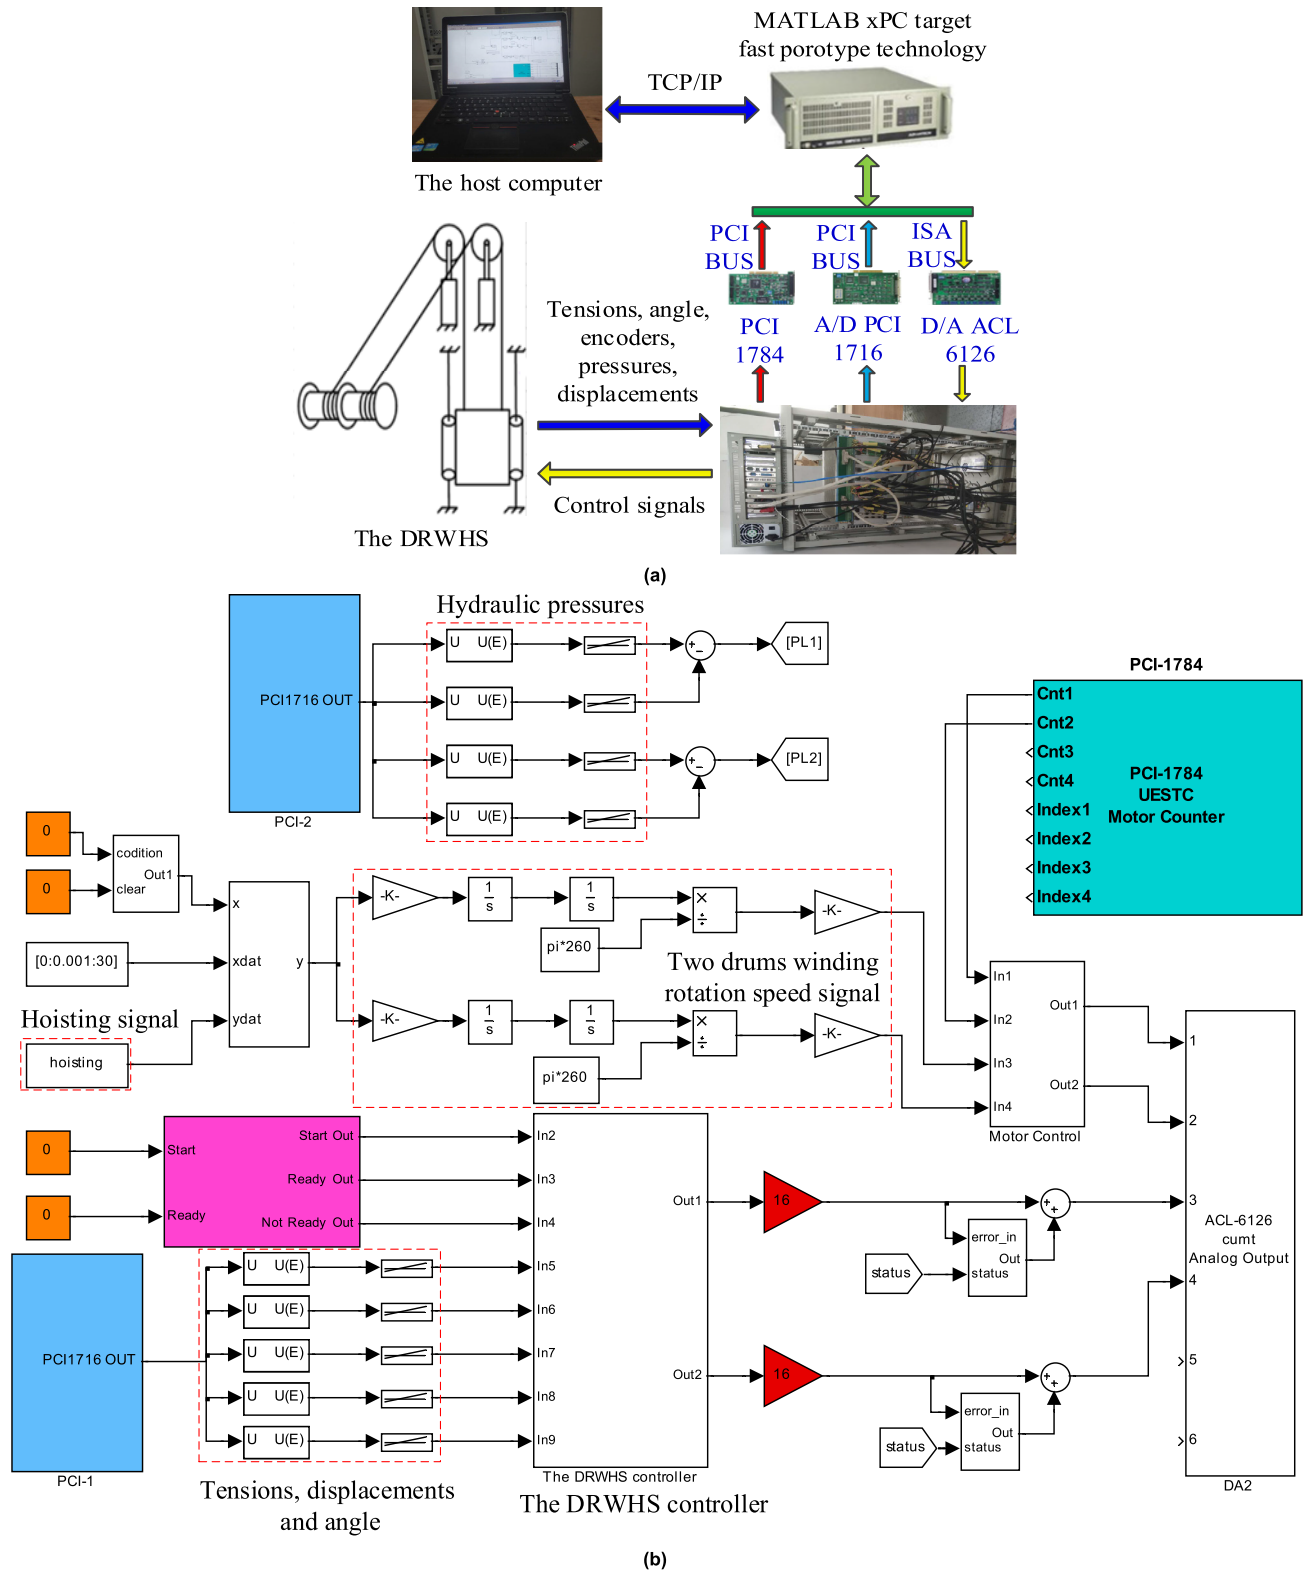 MATLAB xPC target
fast porotype technology
TCP/IP
The host computer
PCI
BUS
PCI
BUS
ISA
BUS
PCI
1784
A/D PCI
1716
D/A ACL
6126
Tensions, angle,
encoders,
pressures,
displacements
Control signals
The DRWHS
(a)
Hydraulic pressures
PCI1716 OUT
PCI-2
U U(E)
U U(E)
U U(E)
U U(E)
+
−
[PL1]
+
−
[PL2]
PCI-1784
Cnt1
Cnt2
Cnt3
Cnt4
Index1
Index2
Index3
Index4
PCI-1784
UESTC
Motor Counter
0
0
codition
clear
Out1
[0:0.001:30]
Hoisting signal
hoisting
x
xdat
ydat
y
-K-
1
s
1
s
×
÷
pi*260
-K-
Two drums winding
rotation speed signal
-K-
1
s
1
s
×
÷
pi*260
-K-
In1
In2
In3
In4
Out1
Out2
Motor Control
0
0
Start
Ready
Start Out
Ready Out
Not Ready Out
PCI1716 OUT
PCI-1
U U(E)
U U(E)
U U(E)
U U(E)
U U(E)
Tensions, displacements
and angle
In2
In3
In4
In5
In6
In7
In8
In9
Out1
Out2
The DRWHS controller
The DRWHS controller
16
status
error_in
Out
status
+
+
16
status
error_in
Out
status
+
+
1
2
3
4
5
6
ACL-6126
cumt
Analog Output
DA2
(b)